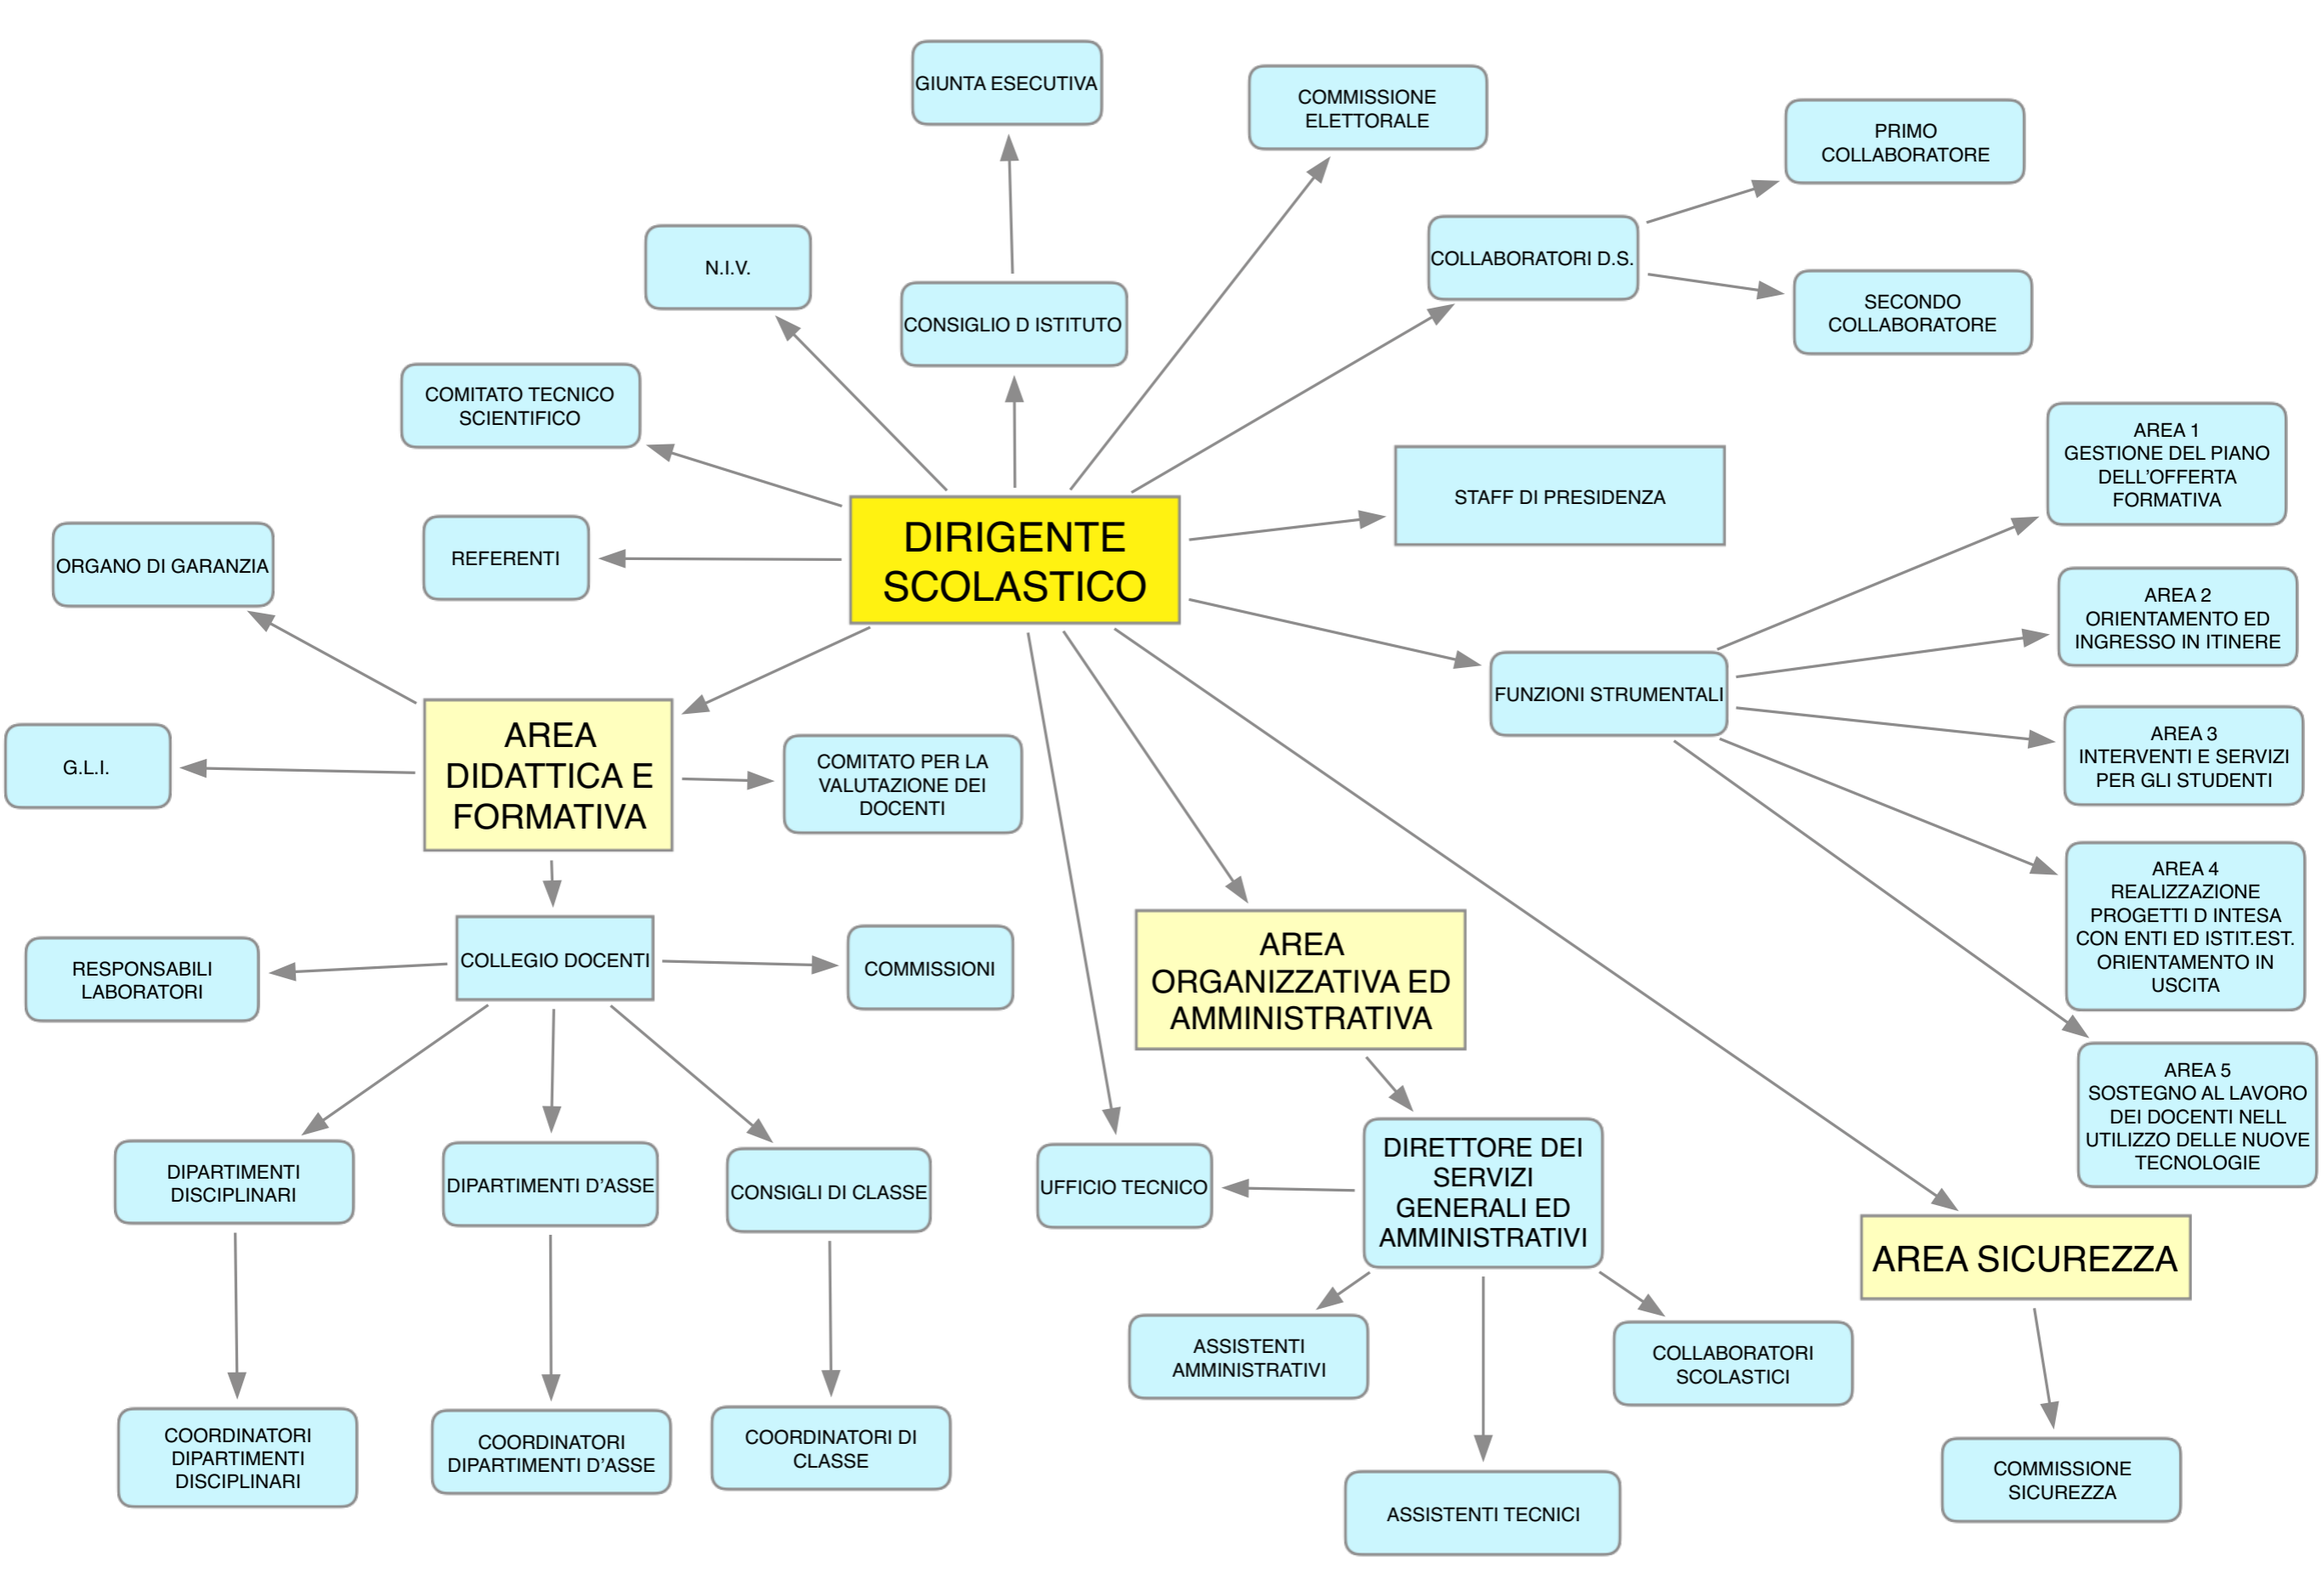 GIUNTA ESECUTIVA
COMMISSIONE
ELETTORALE
PRIMO
COLLABORATORE
N.I.V.
COLLABORATORI D.S.
CONSIGLIO D ISTITUTO
SECONDO
COLLABORATORE
COMITATO TECNICO
SCIENTIFICO
AREA 1
GESTIONE DEL PIANO
DELL’OFFERTA
FORMATIVA
STAFF DI PRESIDENZA
DIRIGENTE
SCOLASTICO
REFERENTI
ORGANO DI GARANZIA
AREA 2
ORIENTAMENTO ED
INGRESSO IN ITINERE
FUNZIONI STRUMENTALI
AREA
DIDATTICA E
FORMATIVA
G.L.I.
COMITATO PER LA
VALUTAZIONE DEI
DOCENTI
AREA 3
INTERVENTI E SERVIZI
PER GLI STUDENTI
AREA 4
REALIZZAZIONE
PROGETTI D INTESA
CON ENTI ED ISTIT.EST.
ORIENTAMENTO IN
USCITA
RESPONSABILI
LABORATORI
COLLEGIO DOCENTI
COMMISSIONI
AREA
ORGANIZZATIVA ED
AMMINISTRATIVA
AREA 5
SOSTEGNO AL LAVORO
DEI DOCENTI NELL
UTILIZZO DELLE NUOVE
TECNOLOGIE
DIPARTIMENTI
DISCIPLINARI
DIPARTIMENTI D’ASSE
CONSIGLI DI CLASSE
UFFICIO TECNICO
DIRETTORE DEI
SERVIZI
GENERALI ED
AMMINISTRATIVI
AREA SICUREZZA
ASSISTENTI
AMMINISTRATIVI
COLLABORATORI
SCOLASTICI
COORDINATORI
DIPARTIMENTI
DISCIPLINARI
COORDINATORI
DIPARTIMENTI D’ASSE
COORDINATORI DI
CLASSE
ASSISTENTI TECNICI
COMMISSIONE
SICUREZZA